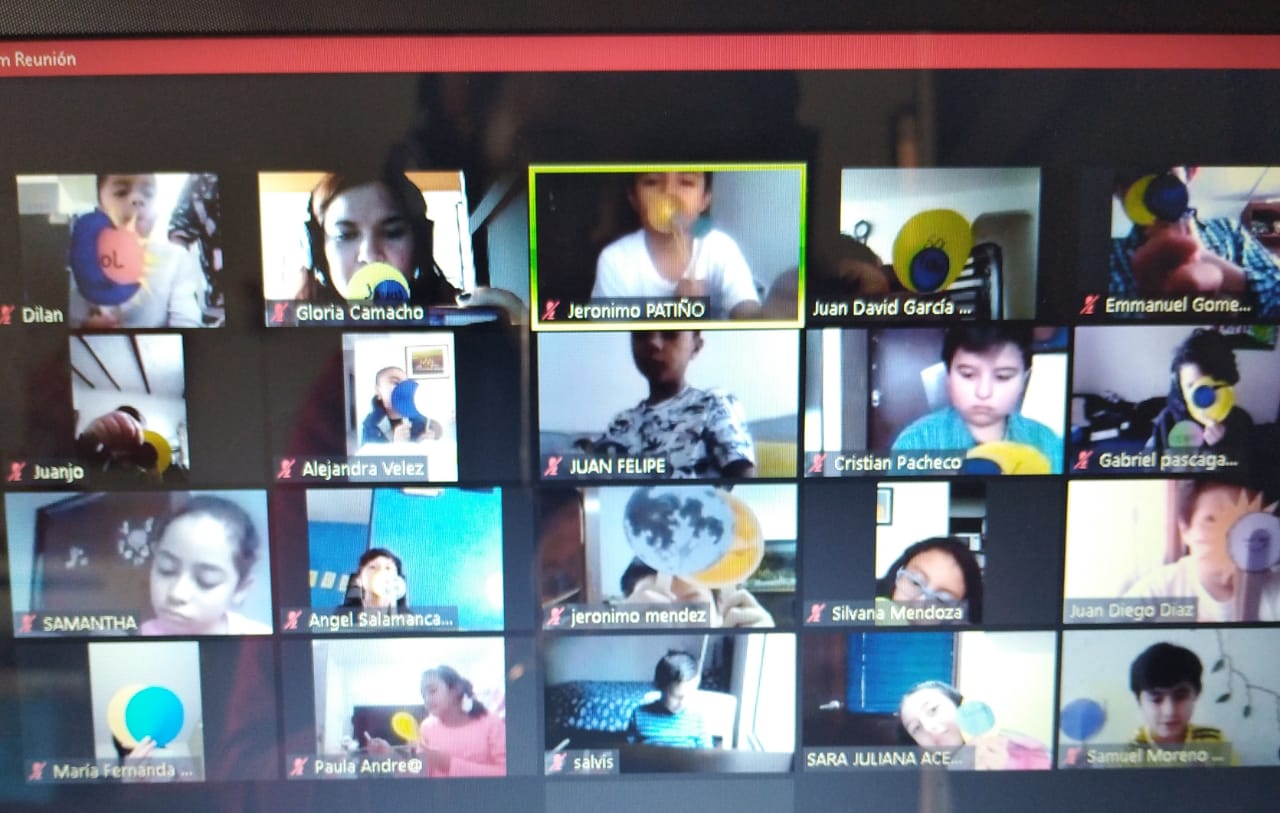 m Reunión
oL
Dilan
Gloria Camacho
Jeronimo PATIÑO
So
Juan David García ...
Emmanuel Gome...
Juanjo
Alejandra Velez
JUAN FELIPE
Cristian Pacheco
Gabriel pascaga...
SAMANTHA
Angel Salamanca...
jeronimo mendez
Silvana Mendoza
Juan Diego Diaz
María Fernanda ...
Paula Andre@
salvis
SARA JULIANA ACE...
Samuel Moreno ...